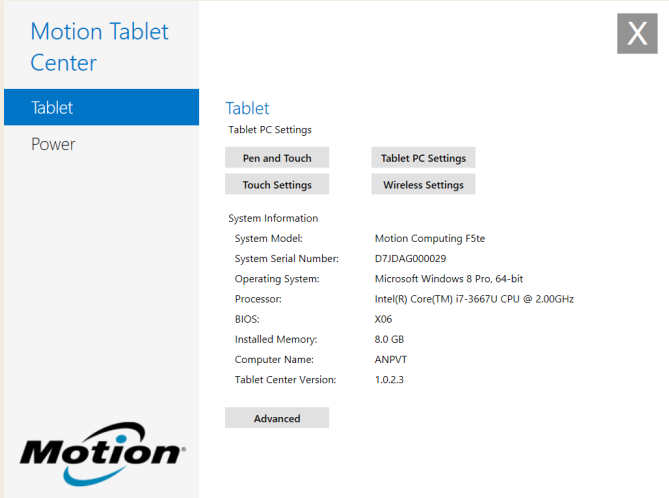 Motion Tablet
Center
X
Tablet
Power
Tablet
Tablet PC Settings
Pen and Touch Tablet PC Settings
Touch Settings Wireless Settings
System Information
System Model: Motion Computing F5te
System Serial Number: D7JDAG000029
Operating System: Microsoft Windows 8 Pro, 64-bit
Processor: Intel(R) Core(TM) i7-3667U CPU @ 2.00GHz
BIOS: X06
Installed Memory: 8.0 GB
Computer Name: ANPVT
Tablet Center Version: 1.0.2.3
Advanced
Motion®